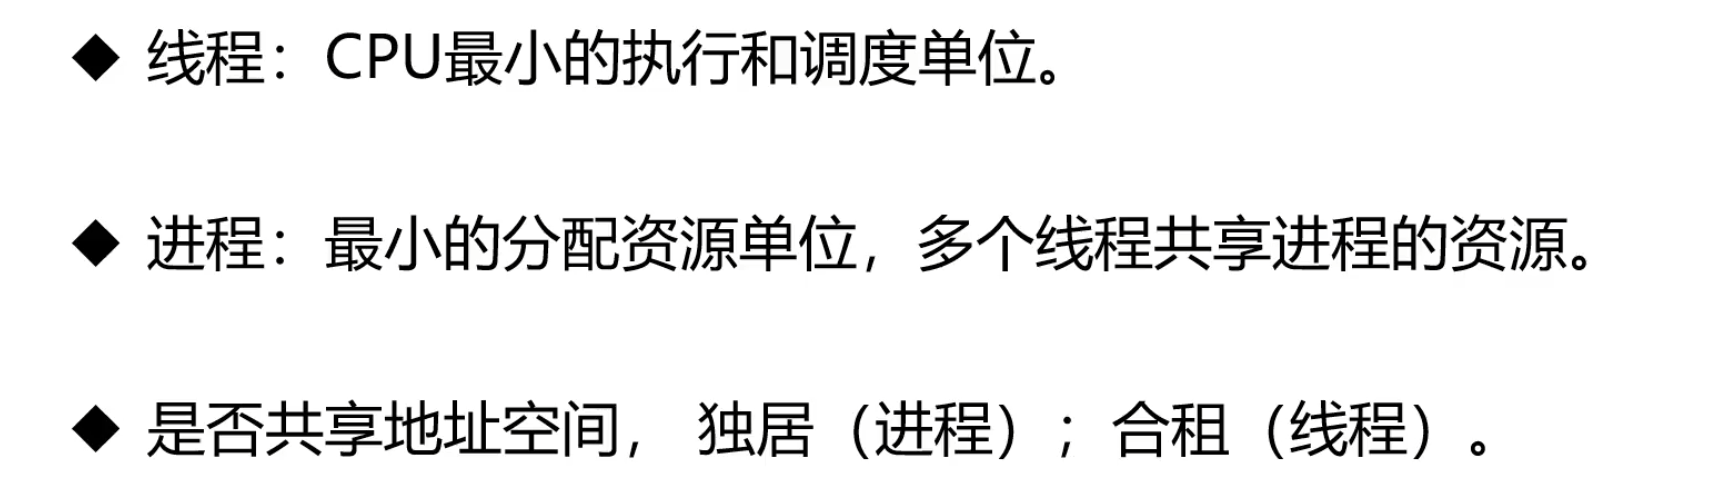 ◆ 线程：CPU最小的执行和调度单位。
◆ 进程：最小的分配资源单位，多个线程共享进程的资源。
◆ 是否共享地址空间， 独居（进程）；合租（线程）。